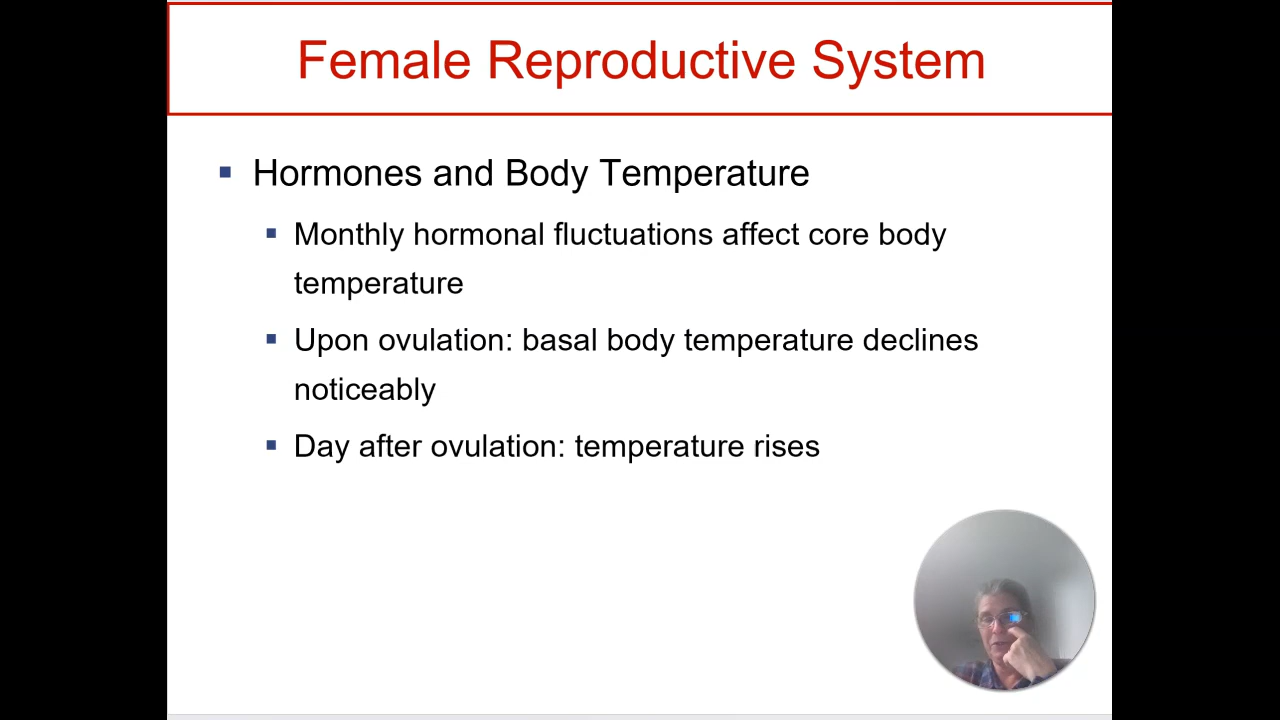 Female Reproductive System
Hormones and Body Temperature
Monthly hormonal fluctuations affect core body
temperature
Upon ovulation: basal body temperature declines
noticeably
Day after ovulation: temperature rises